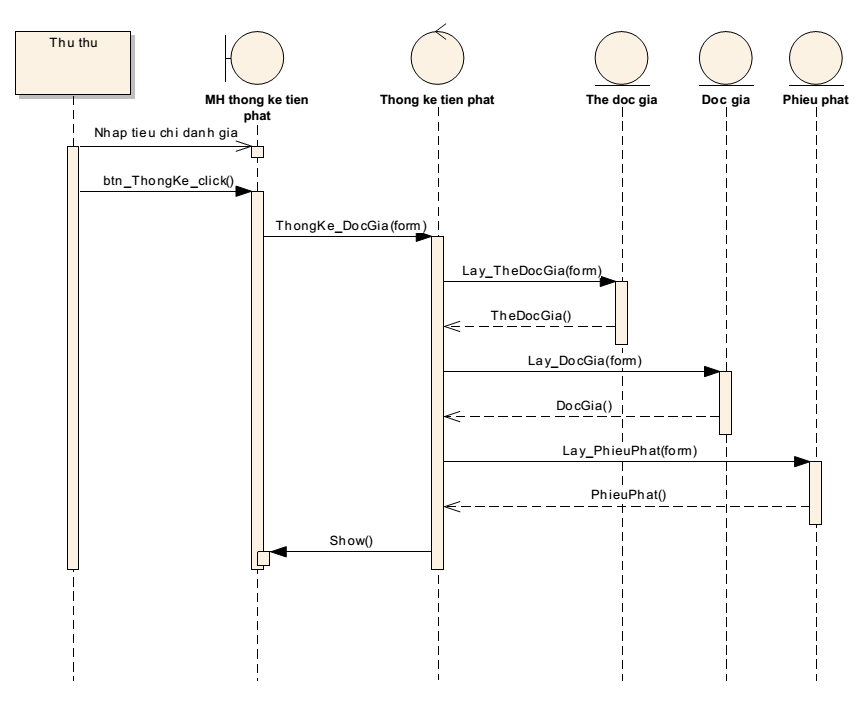 Thu thu
MH thong ke tien
phat
Thong ke tien phat
The doc gia
Doc gia
Phieu phat
Nhap tieu chi danh gia
btn_ThongKe_click()
ThongKe_DocGia(form)
Lay_TheDocGia(form)
TheDocGia()
Lay_DocGia(form)
DocGia()
Lay_PhieuPhat(form)
PhieuPhat()
Show()